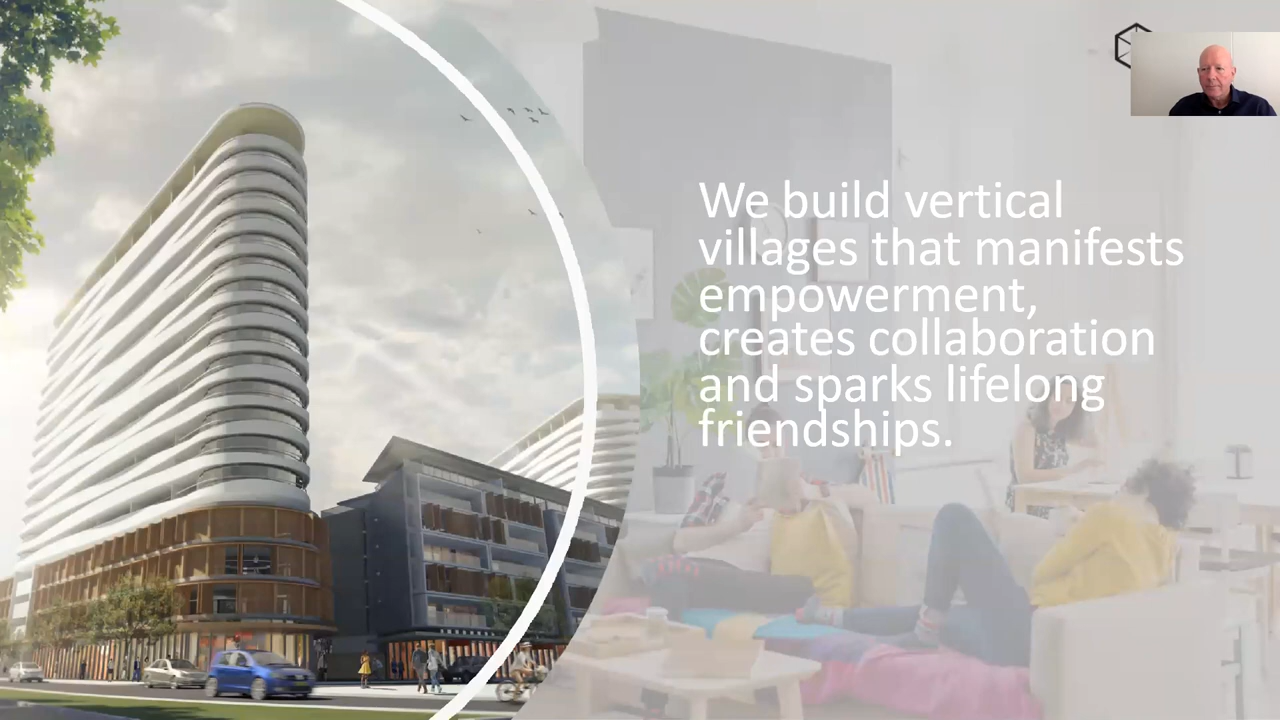 We build vertical
villages that manifests
empowerment,
creates collaboration
and sparks lifelong
friendships.